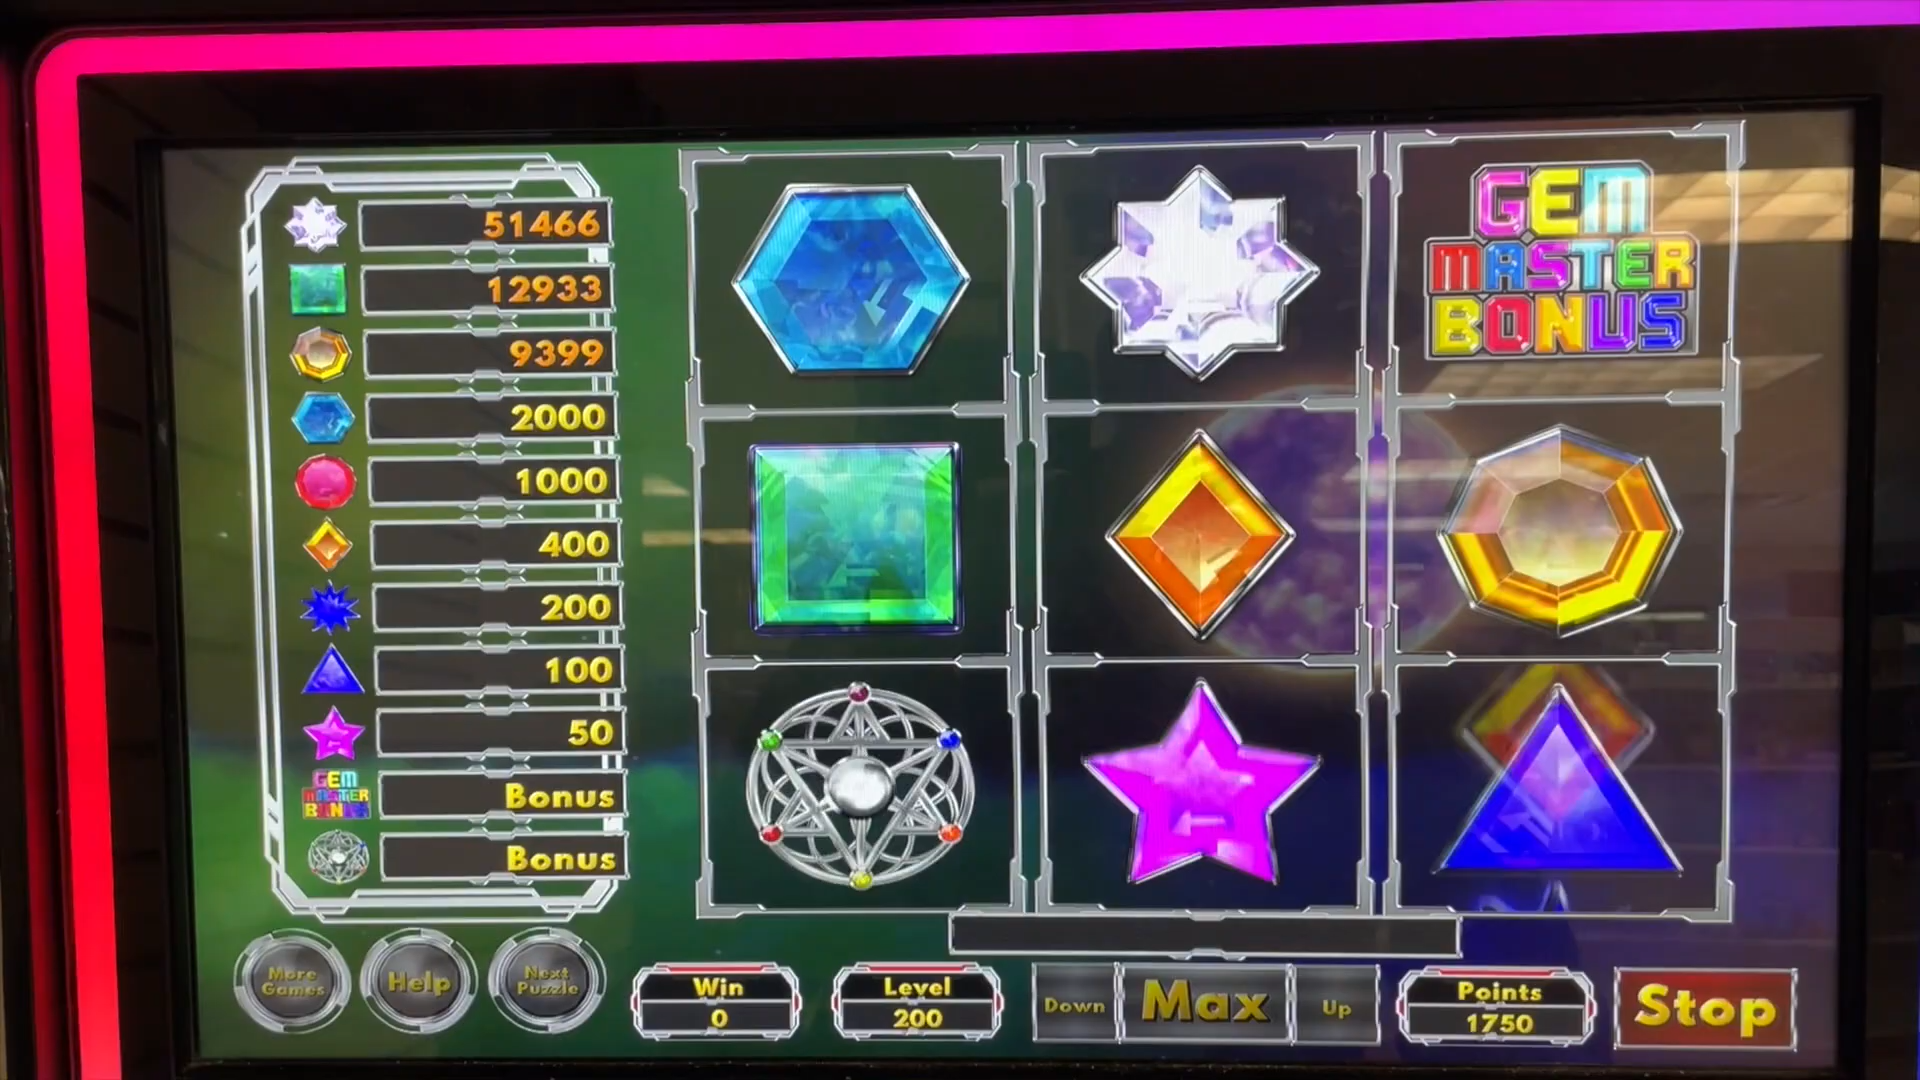 51466
12933
9399
2000
1000
400
200
100
50
GEM
MASTER
BONUS
Bonus
Bonus
GEM
MASTER
BONUS
More
Games
Help
Next
Puzzle
Win
0
Level
200
Down
Max
Up
Points
1750
Stop